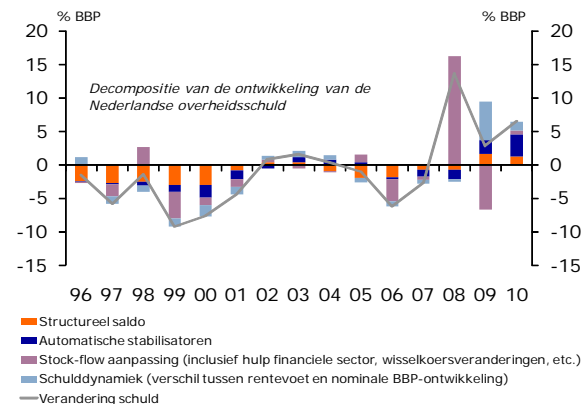 % BBP % BBP
20 20
Decompositie van de ontwikkeling van de
Nederlandse overheidsschuld
15 15
10 10
5 5
0 0
-5 -5
-10 -10
-15 -15
96 97 98 99 00 01 02 03 04 05 06 07 08 09 10
Structureel saldo
Automatische stabilisatoren
Stock-flow aanpassing (inclusief hulp financiele sector, wisselkoersveranderingen, etc.)
Schulddynamiek (verschil tussen rentevoet en nominale BBP-ontwikkeling)
Verandering schuld